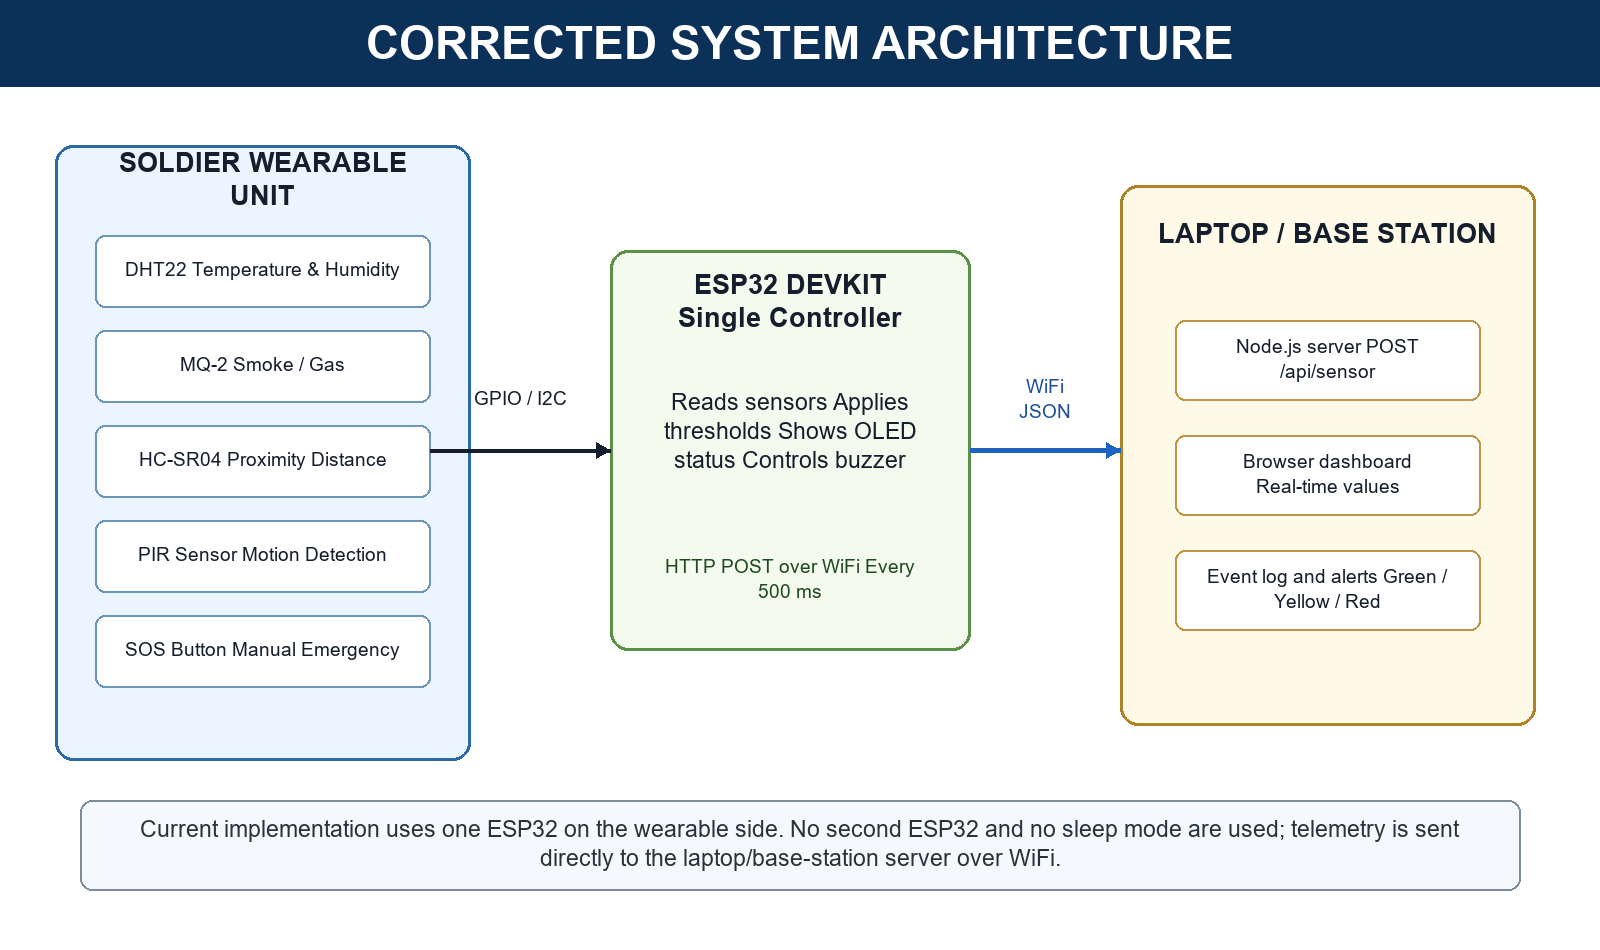 CORRECTED SYSTEM ARCHITECTURE
SOLDIER WEARABLE
UNIT
DHT22 Temperature & Humidity
MQ-2 Smoke / Gas
HC-SR04 Proximity Distance
PIR Sensor Motion Detection
SOS Button Manual Emergency
GPIO / I2C
ESP32 DEVKIT
Single Controller
Reads sensors Applies
thresholds Shows OLED
status Controls buzzer
HTTP POST over WiFi Every
500 ms
WiFi
JSON
LAPTOP / BASE STATION
Node.js server POST
/api/sensor
Browser dashboard
Real-time values
Event log and alerts Green /
Yellow / Red
Current implementation uses one ESP32 on the wearable side. No second ESP32 and no sleep mode are used; telemetry is sent
directly to the laptop/base-station server over WiFi.